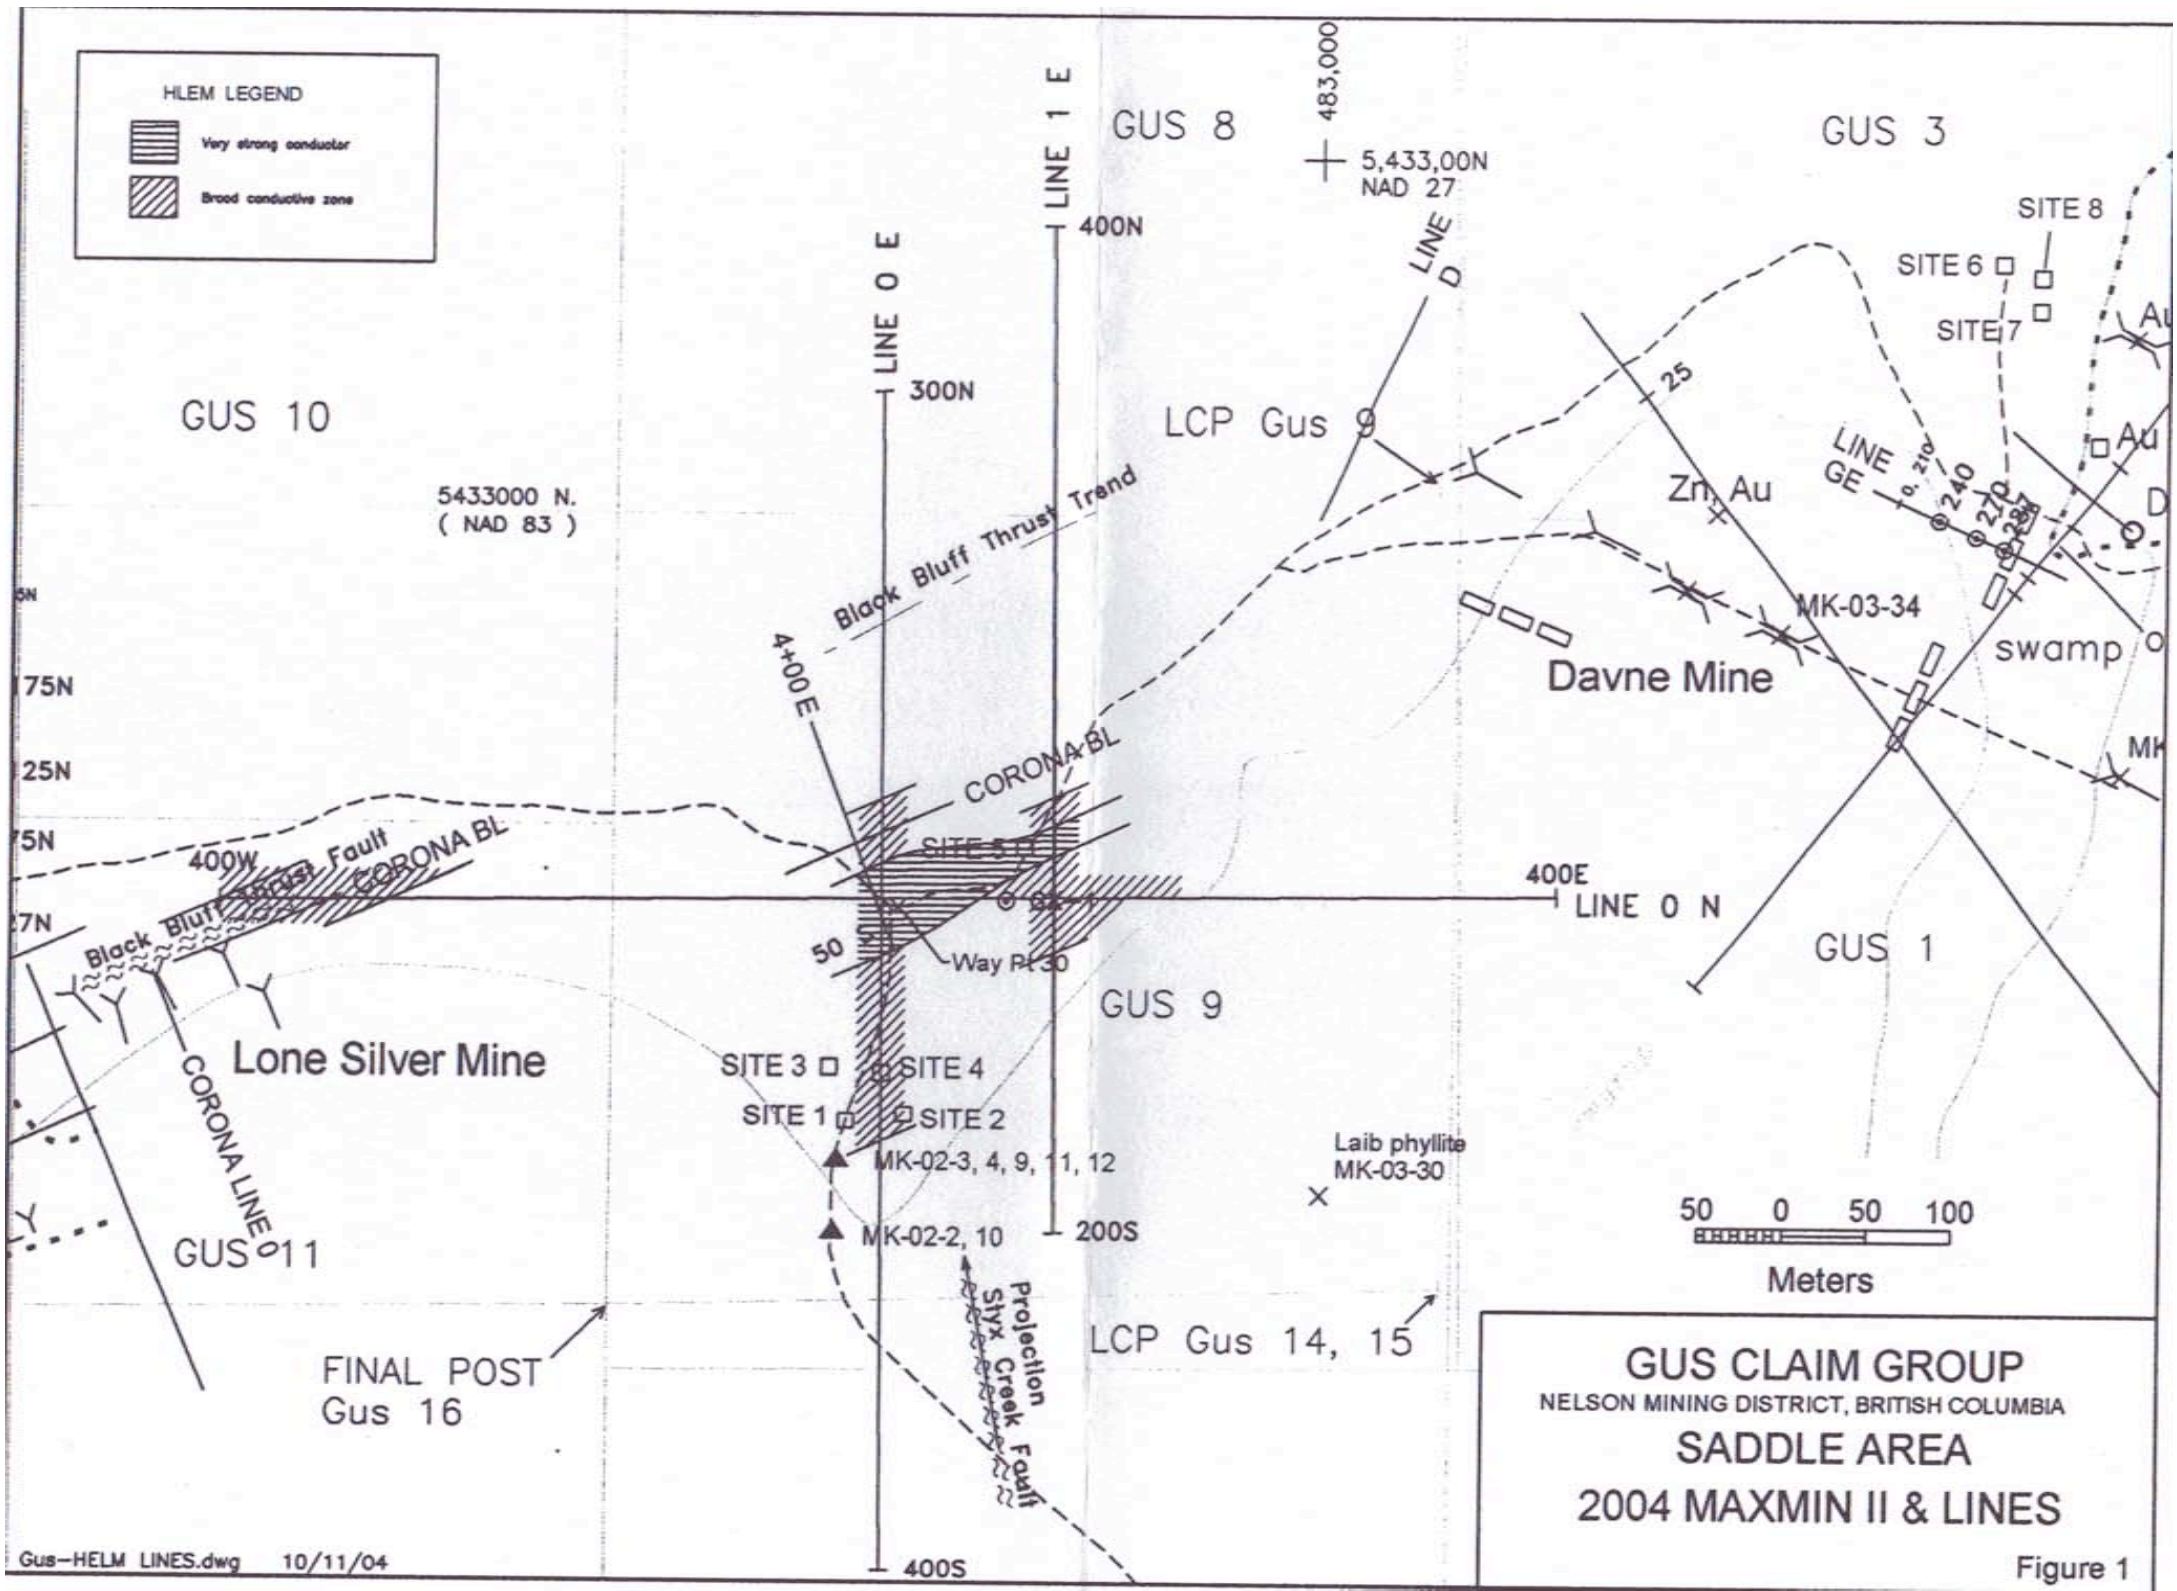 HLEM LEGEND
Very strong conductor
Broad conductive zone
LINE 0 E
LINE 1 E
GUS 8
483,000
5,433,00N
NAD 27
GUS 3
LINE
D
SITE 8
SITE 6
SITE 7
Au
400N
300N
GUS 10
LCP Gus 9
25
5433000 N.
( NAD 83 )
Black Bluff Thrust Trend
Zn, Au
LINE
GE
0, 210
240
270
287
Au
D
5N
4+00 E
MK-03-34
swamp
O
75N
Davne Mine
25N
CORONA BL
MK
75N
400W
Black Bluff Thrust Fault
CORONA BL
SITE 5
400E
LINE 0 N
27N
50
Way Pt 30
GUS 1
GUS 9
Lone Silver Mine
SITE 3
SITE 4
SITE 1
SITE 2
CORONA LINE 0
MK-02-3, 4, 9, 11, 12
Laib phyllite
MK-03-30
MK-02-2, 10
200S
50 0 50 100
Meters
GUS 11
Projection
Styx Creek Fault
FINAL POST
Gus 16
LCP Gus 14, 15
GUS CLAIM GROUP
NELSON MINING DISTRICT, BRITISH COLUMBIA
SADDLE AREA
2004 MAXMIN II & LINES
Figure 1
Gus-HELM LINES.dwg 10/11/04
400S